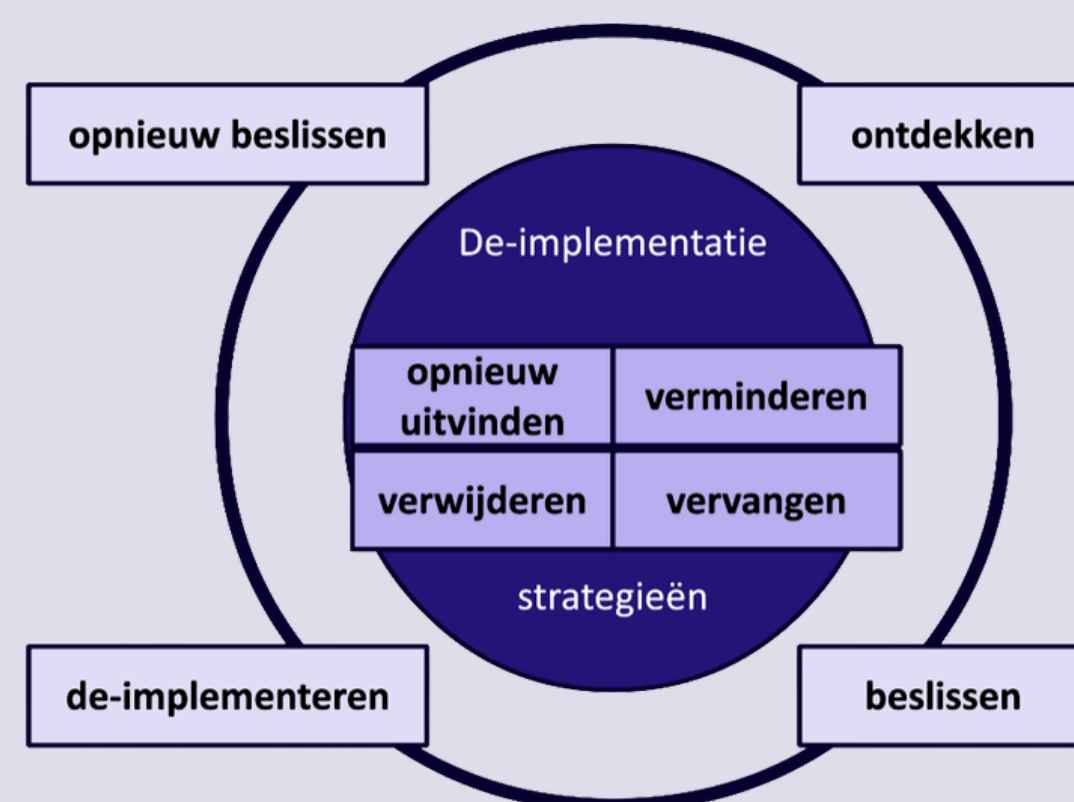 opnieuw beslissen
ontdekken
De-implementatie
opnieuw
uitvinden
verminderen
verwijderen
vervangen
strategieën
de-implementeren
beslissen